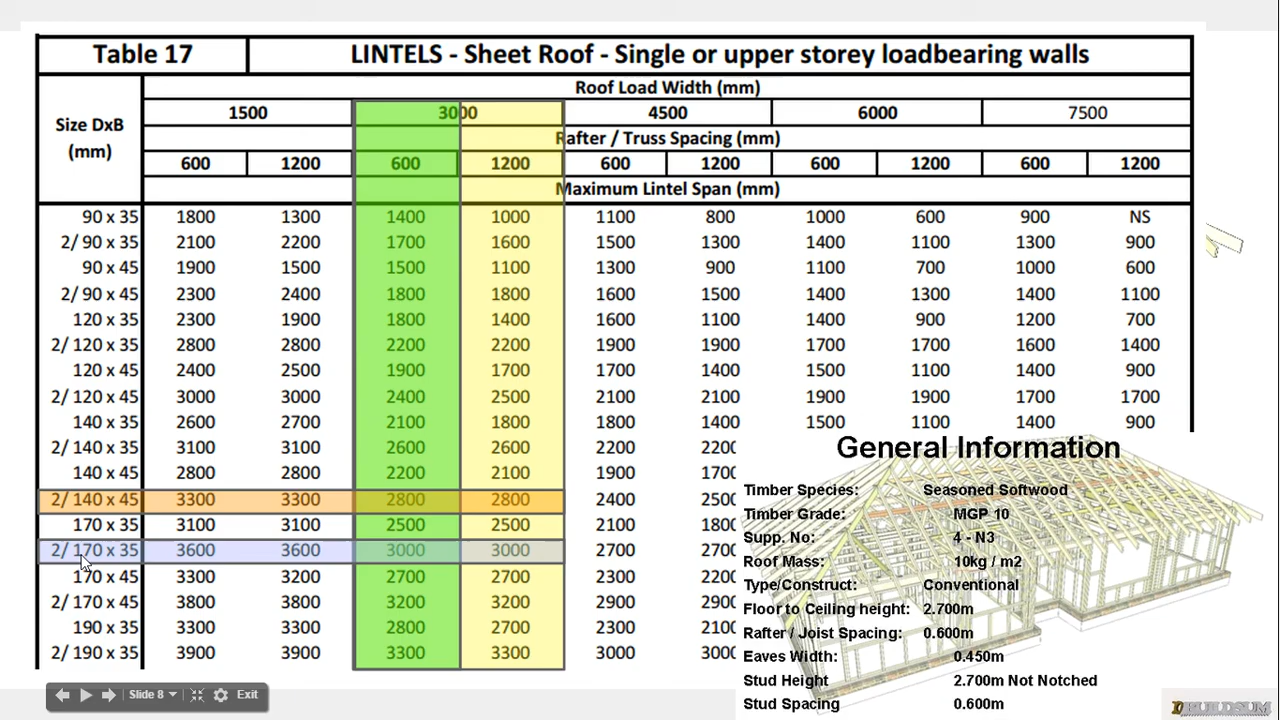 Table 17 LINTELS - Sheet Roof - Single or upper storey loadbearing walls
Size DxB (mm) Roof Load Width (mm)
1500 3000 4500 6000 7500
Rafter / Truss Spacing (mm)
600 1200 600 1200 600 1200 600 1200 600 1200
Maximum Lintel Span (mm)
90 x 35 1800 1300 1400 1000 1100 800 1000 600 900 NS
2/ 90 x 35 2100 2200 1700 1600 1500 1300 1400 1100 1300 900
90 x 45 1900 1500 1500 1100 1300 900 1100 700 1000 600
2/ 90 x 45 2300 2400 1800 1800 1600 1500 1400 1300 1400 1100
120 x 35 2300 1900 1800 1400 1600 1100 1400 900 1200 700
2/ 120 x 35 2800 2800 2200 2200 1900 1900 1700 1700 1600 1400
120 x 45 2400 2500 1900 1700 1700 1400 1500 1100 1400 900
2/ 120 x 45 3000 3000 2400 2500 2100 2100 1900 1900 1700 1700
140 x 35 2600 2700 2100 1800 1800 1400 1500 1100 1400 900
2/ 140 x 35 3100 3100 2600 2600 2200 2200
140 x 45 2800 2800 2200 2100 1900 1700
2/ 140 x 45 3300 3300 2800 2800 2400 2500
170 x 35 3100 3100 2500 2500 2100 1800
2/ 170 x 35 3600 3600 3000 3000 2700 2700
170 x 45 3300 3200 2700 2700 2300 2200
2/ 170 x 45 3800 3800 3200 3200 2900 2900
190 x 35 3300 3300 2800 2700 2300 2100
2/ 190 x 35 3900 3900 3300 3300 3000 3000
General Information
Timber Species: Seasoned Softwood
Timber Grade: MGP 10
Supp. No: 4 - N3
Roof Mass: 10kg / m2
Type/Construct: Conventional
Floor to Ceiling height: 2.700m
Rafter / Joist Spacing: 0.600m
Eaves Width: 0.450m
Stud Height 2.700m Not Notched
Stud Spacing 0.600m
Slide 8 Exit
BUILDSUM